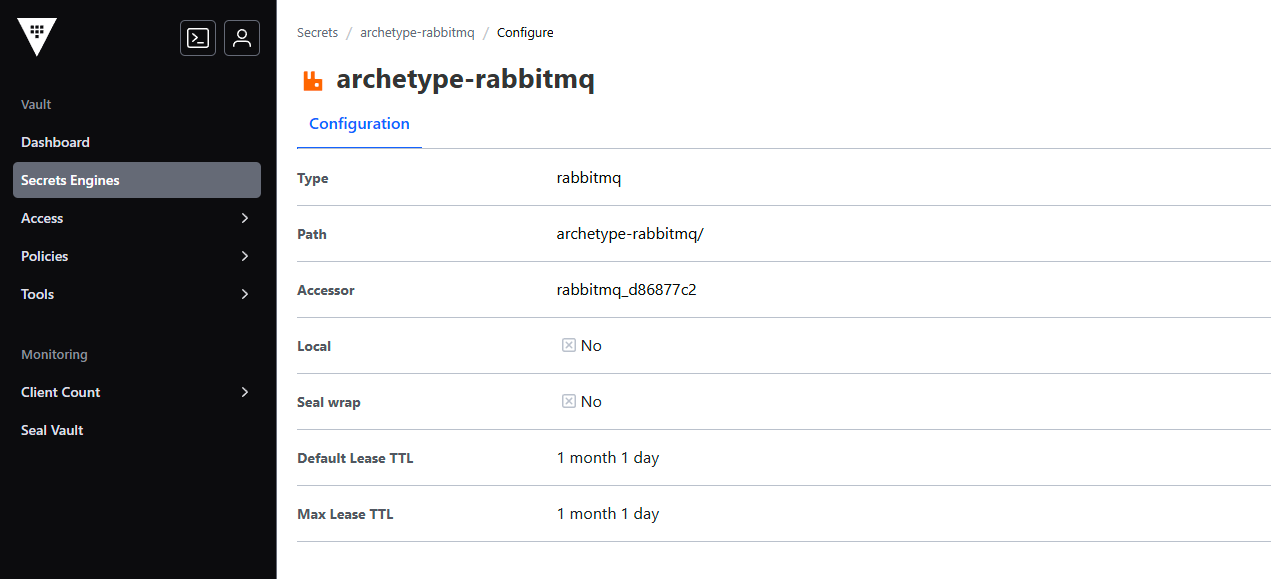 Vault
Dashboard
Secrets Engines
Access
Policies
Tools
Monitoring
Client Count
Seal Vault
Secrets / archetype-rabbitmq / Configure
archetype-rabbitmq
Configuration
Type rabbitmq
Path archetype-rabbitmq/
Accessor rabbitmq_d86877c2
Local No
Seal wrap No
Default Lease TTL 1 month 1 day
Max Lease TTL 1 month 1 day